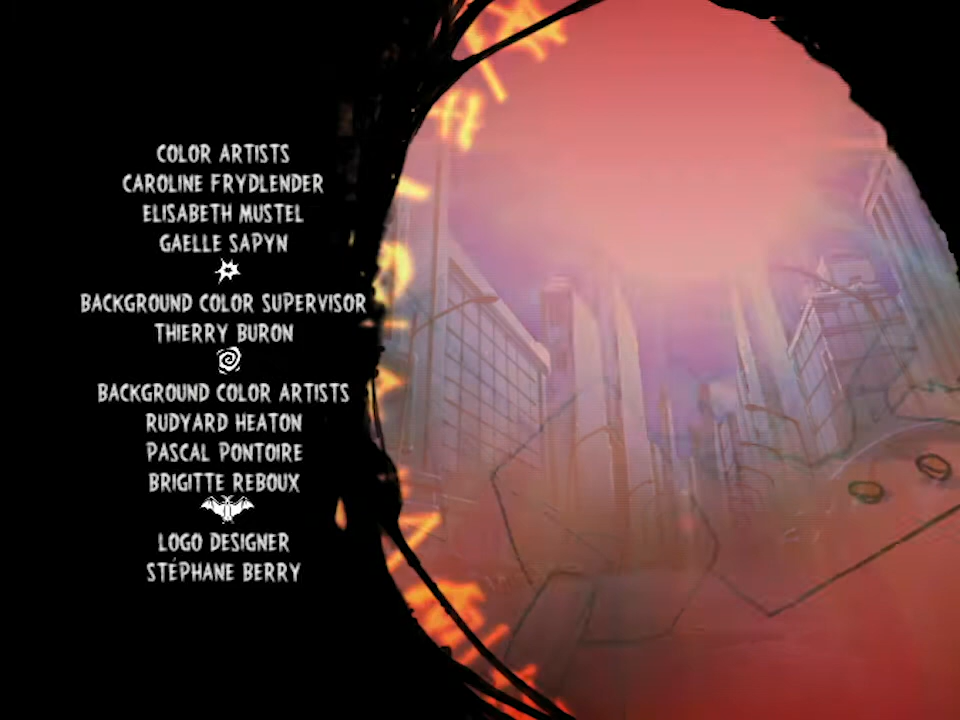 COLOR ARTISTS
CAROLINE FRYDLENDER
ELISABETH MUSTEL
GAELLE SAPYN
BACKGROUND COLOR SUPERVISOR
THIERRY BURON
BACKGROUND COLOR ARTISTS
RUDYARD HEATON
PASCAL PONTOIRE
BRIGITTE REBOUX
LOGO DESIGNER
STÉPHANE BERRY